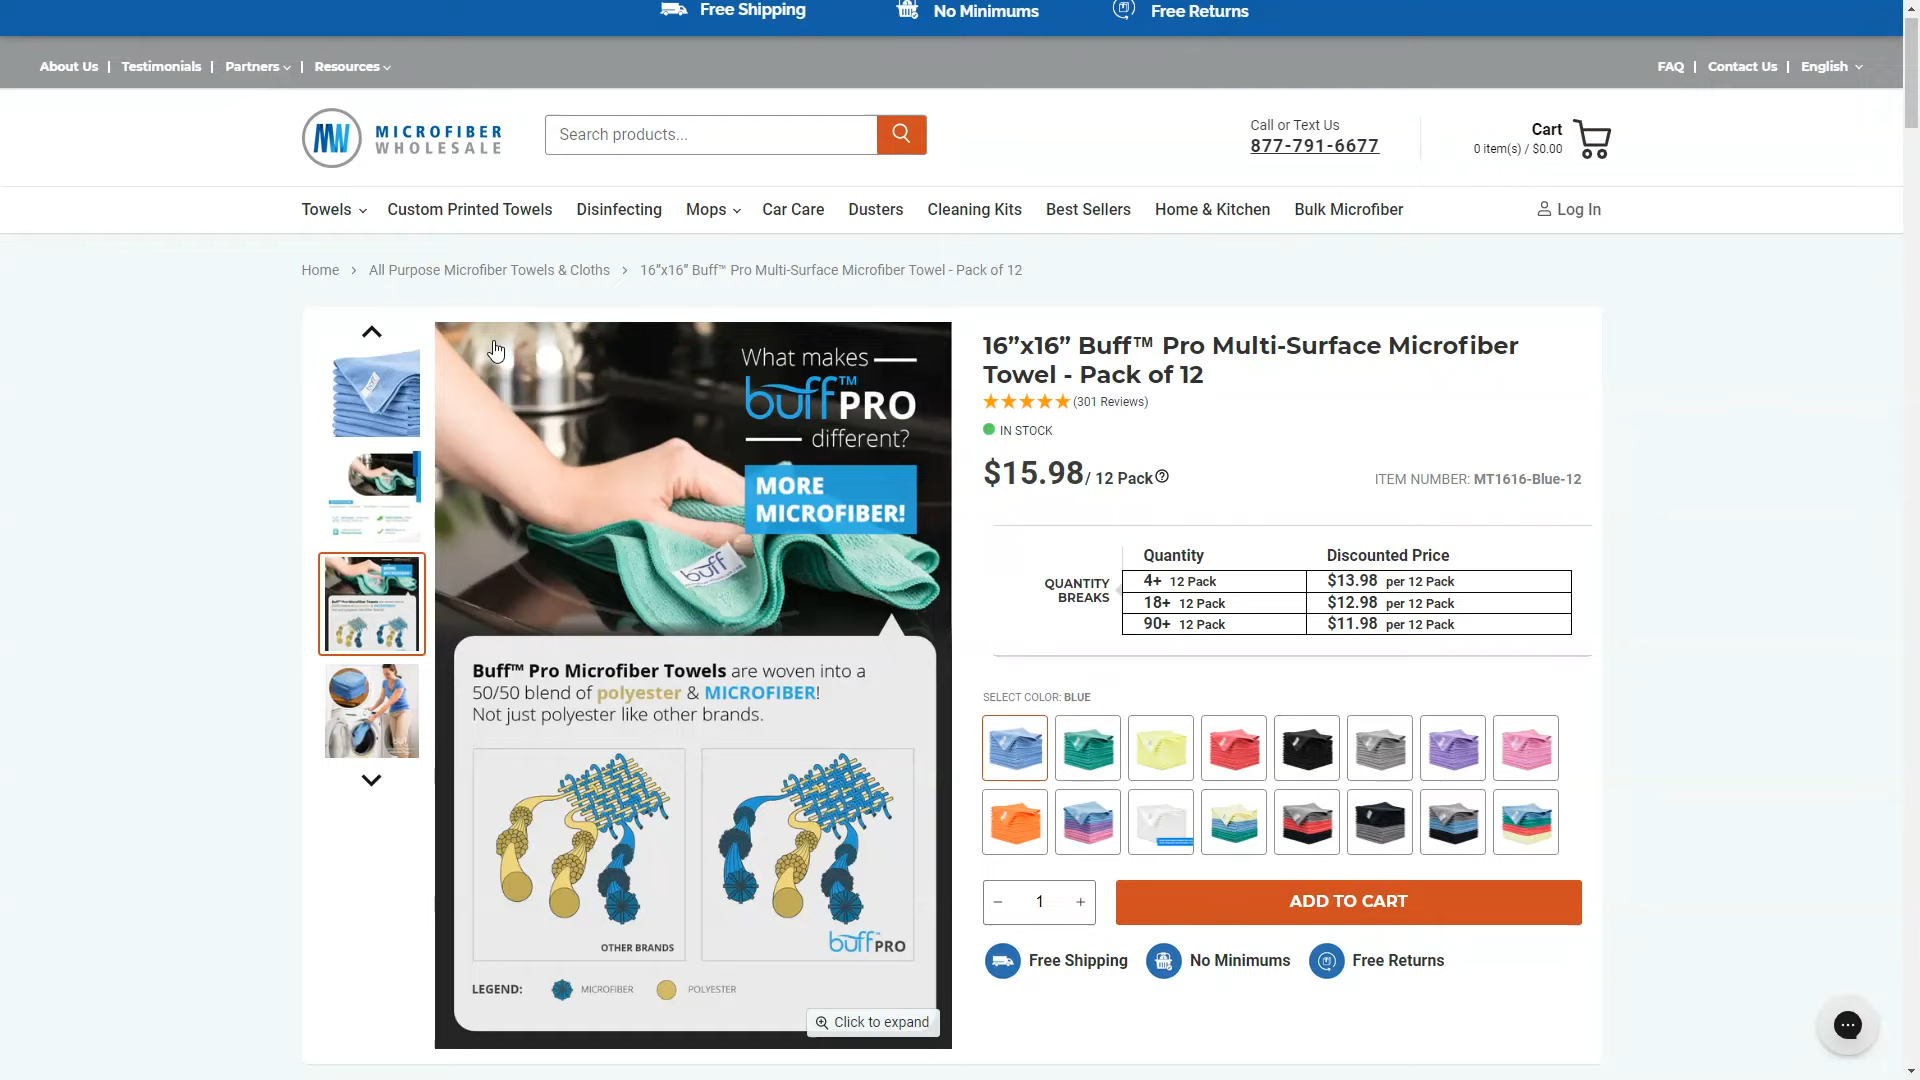 Free Shipping
No Minimums
Free Returns
About Us | Testimonials | Partners | Resources
FAQ | Contact Us | English
MW MICROFIBER
WHOLESALE
Search products...
Call or Text Us
877-791-6677
Cart
0 item(s) / $0.00
Towels Custom Printed Towels Disinfecting Mops Car Care Dusters Cleaning Kits Best Sellers Home & Kitchen Bulk Microfiber Log In
Home > All Purpose Microfiber Towels & Cloths > 16”x16” Buff™ Pro Multi-Surface Microfiber Towel - Pack of 12
What makes
buff™ PRO
different?
MORE
MICROFIBER!
buff
Buff™ Pro Microfiber Towels are woven into a
50/50 blend of polyester & MICROFIBER!
Not just polyester like other brands.
OTHER BRANDS
buff™ PRO
LEGEND: MICROFIBER POLYESTER
Click to expand
16”x16” Buff™ Pro Multi-Surface Microfiber
Towel - Pack of 12
(301 Reviews)
IN STOCK
$15.98/ 12 Pack
ITEM NUMBER: MT1616-Blue-12
QUANTITY
BREAKS
Quantity Discounted Price
4+ 12 Pack $13.98 per 12 Pack
18+ 12 Pack $12.98 per 12 Pack
90+ 12 Pack $11.98 per 12 Pack
SELECT COLOR: BLUE
- 1 +
ADD TO CART
Free Shipping
No Minimums
Free Returns